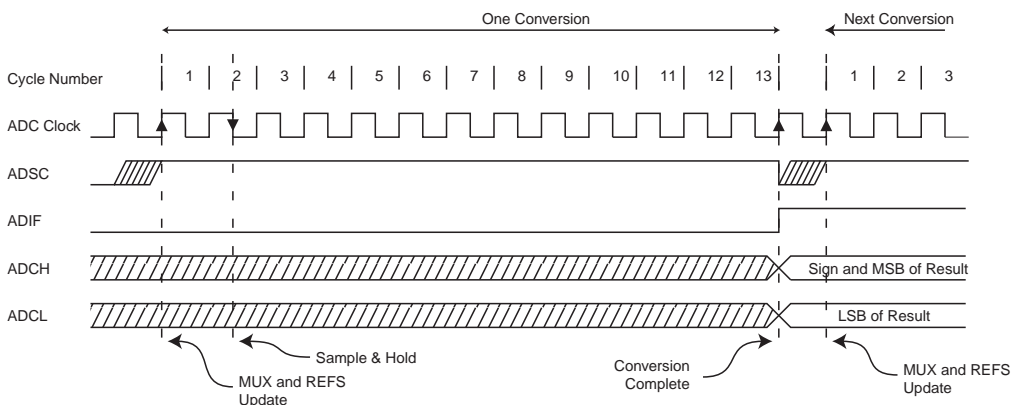 One Conversion
Next Conversion
Cycle Number
1 2 3 4 5 6 7 8 9 10 11 12 13 1 2 3
ADC Clock
ADSC
ADIF
ADCH
Sign and MSB of Result
ADCL
LSB of Result
Sample & Hold
MUX and REFS
Update
Conversion
Complete
MUX and REFS
Update